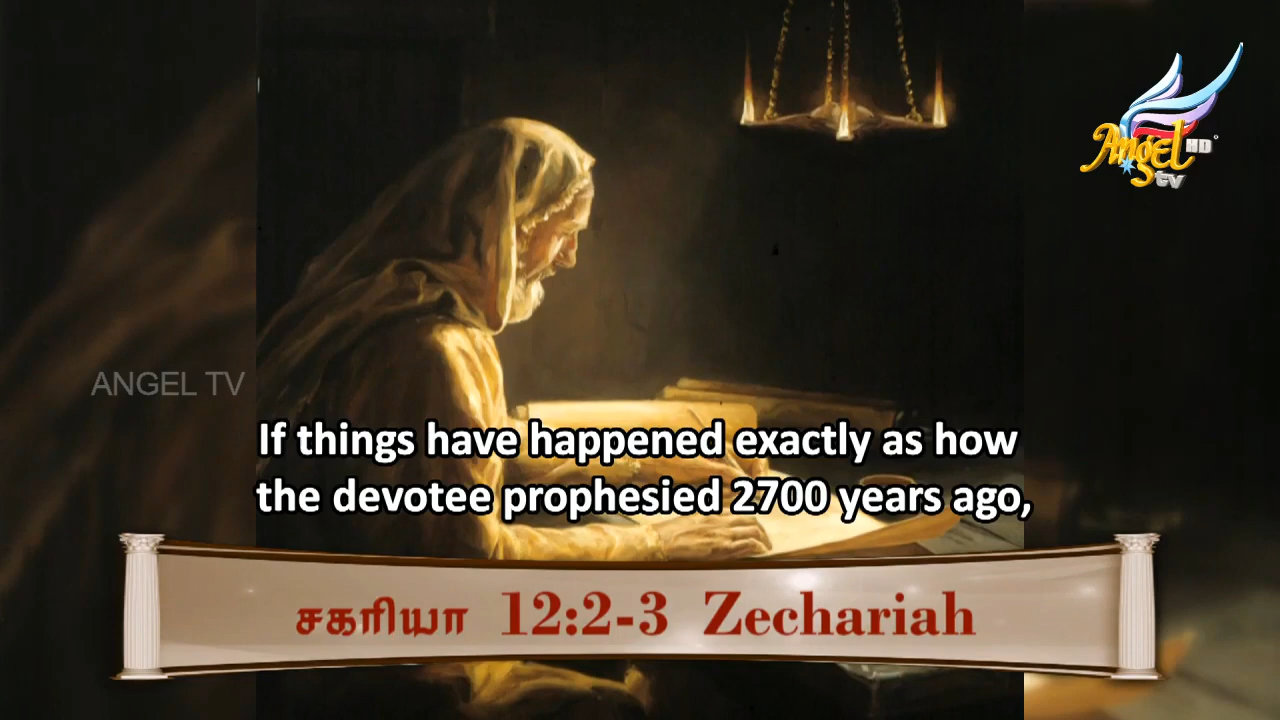 Angel HD
tv
ANGEL TV
If things have happened exactly as how
the devotee prophesied 2700 years ago,
சகரியா 12:2-3 Zechariah